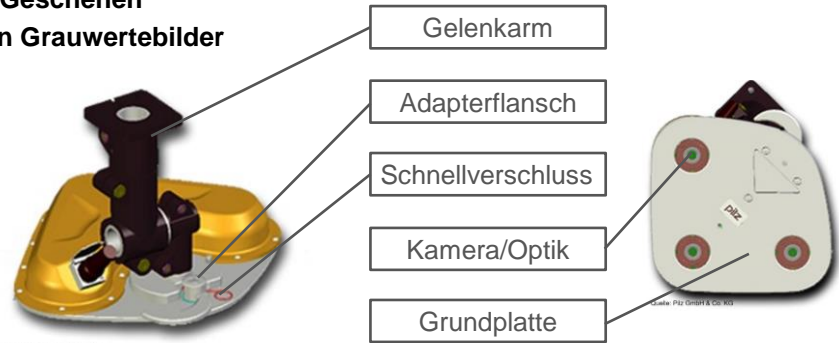 Geschehen
n Grauwertebilder
Gelenkarm
Adapterflansch
Schnellverschluss
Kamera/Optik
Grundplatte
pilz
Quelle: Pilz GmbH & Co. KG